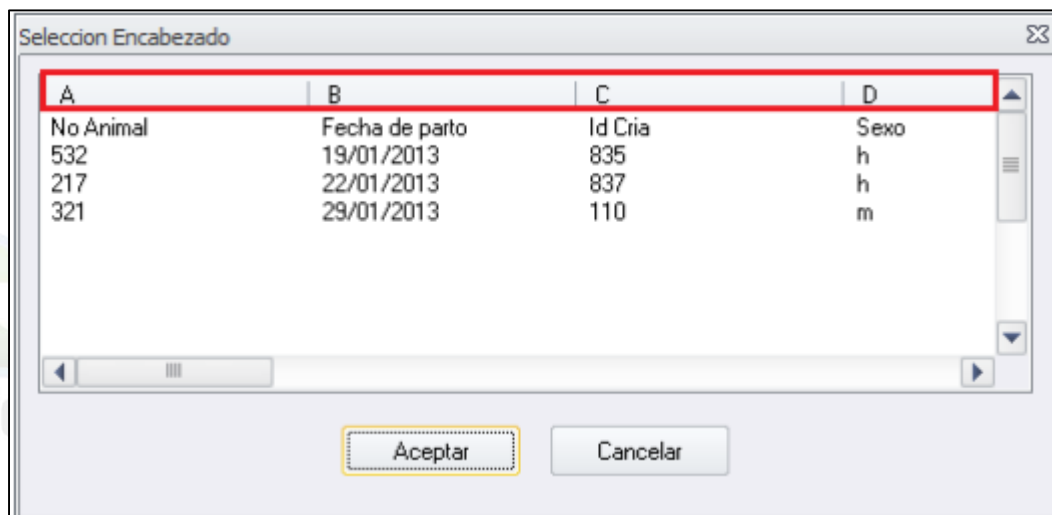 Seleccion Encabezado
A B C D
No Animal Fecha de parto Id Cria Sexo
532 19/01/2013 835 h
217 22/01/2013 837 h
321 29/01/2013 110 m
Aceptar Cancelar